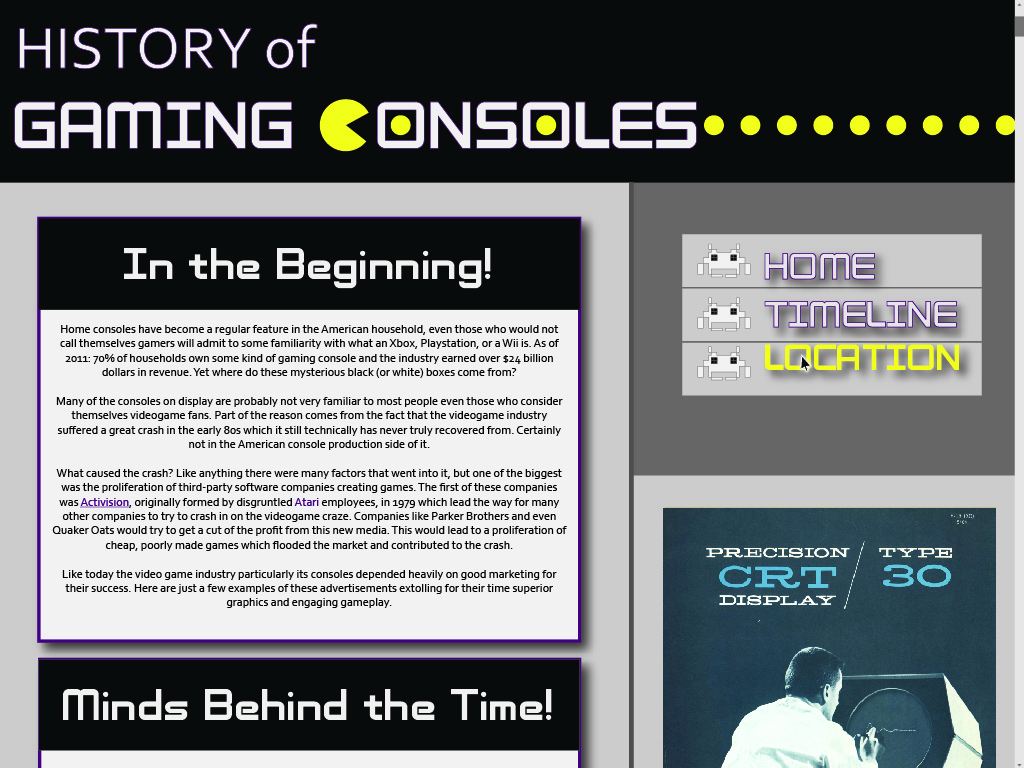 HISTORY of
GAMING CONSOLES
In the Beginning!
Home consoles have become a regular feature in the American household, even those who would not
call themselves gamers will admit to some familiarity with what an Xbox, Playstation, or a Wii is. As of
2011: 70% of households own some kind of gaming console and the industry earned over $24 billion
dollars in revenue. Yet where do these mysterious black (or white) boxes come from?
Many of the consoles on display are probably not very familiar to most people even those who consider
themselves videogame fans. Part of the reason comes from the fact that the videogame industry
suffered a great crash in the early 80s which it still technically has never truly recovered from. Certainly
not in the American console production side of it.
What caused the crash? Like anything there were many factors that went into it, but one of the biggest
was the proliferation of third-party software companies creating games. The first of these companies
was Activision, originally formed by disgruntled Atari employees, in 1979 which lead the way for many
other companies to try to crash in on the videogame craze. Companies like Parker Brothers and even
Quaker Oats would try to get a cut of the profit from this new media. This would lead to a proliferation of
cheap, poorly made games which flooded the market and contributed to the crash.
Like today the video game industry particularly its consoles depended heavily on good marketing for
their success. Here are just a few examples of these advertisements extolling for their time superior
graphics and engaging gameplay.
Minds Behind the Time!
HOME
TIMELINE
LOCATION
PRECISION
CRT
DISPLAY
TYPE
30